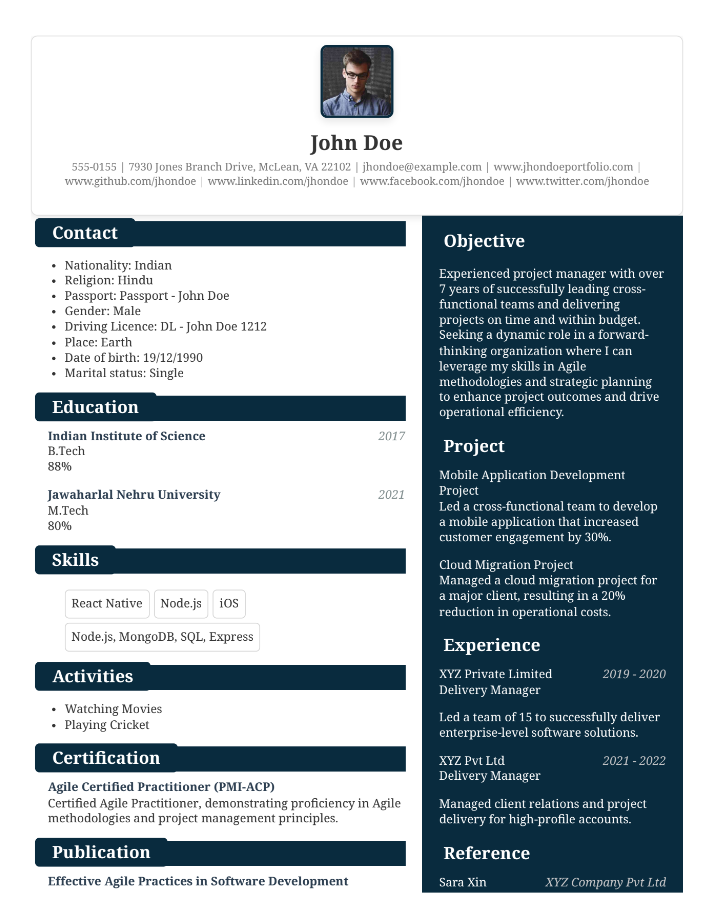 John Doe
555-0155 | 7930 Jones Branch Drive, McLean, VA 22102 | jhondoe@example.com | www.jhondoeportfolio.com |
www.github.com/jhondoe | www.linkedin.com/jhondoe | www.facebook.com/jhondoe | www.twitter.com/jhondoe
Contact
• Nationality: Indian
• Religion: Hindu
• Passport: Passport - John Doe
• Gender: Male
• Driving Licence: DL - John Doe 1212
• Place: Earth
• Date of birth: 19/12/1990
• Marital status: Single
Education
Indian Institute of Science 2017
B.Tech
88%
Jawaharlal Nehru University 2021
M.Tech
80%
Skills
React Native Node.js iOS
Node.js, MongoDB, SQL, Express
Activities
• Watching Movies
• Playing Cricket
Certification
Agile Certified Practitioner (PMI-ACP)
Certified Agile Practitioner, demonstrating proficiency in Agile
methodologies and project management principles.
Publication
Effective Agile Practices in Software Development
Objective
Experienced project manager with over
7 years of successfully leading cross-
functional teams and delivering
projects on time and within budget.
Seeking a dynamic role in a forward-
thinking organization where I can
leverage my skills in Agile
methodologies and strategic planning
to enhance project outcomes and drive
operational efficiency.
Project
Mobile Application Development
Project
Led a cross-functional team to develop
a mobile application that increased
customer engagement by 30%.
Cloud Migration Project
Managed a cloud migration project for
a major client, resulting in a 20%
reduction in operational costs.
Experience
XYZ Private Limited 2019 - 2020
Delivery Manager
Led a team of 15 to successfully deliver
enterprise-level software solutions.
XYZ Pvt Ltd 2021 - 2022
Delivery Manager
Managed client relations and project
delivery for high-profile accounts.
Reference
Sara Xin XYZ Company Pvt Ltd